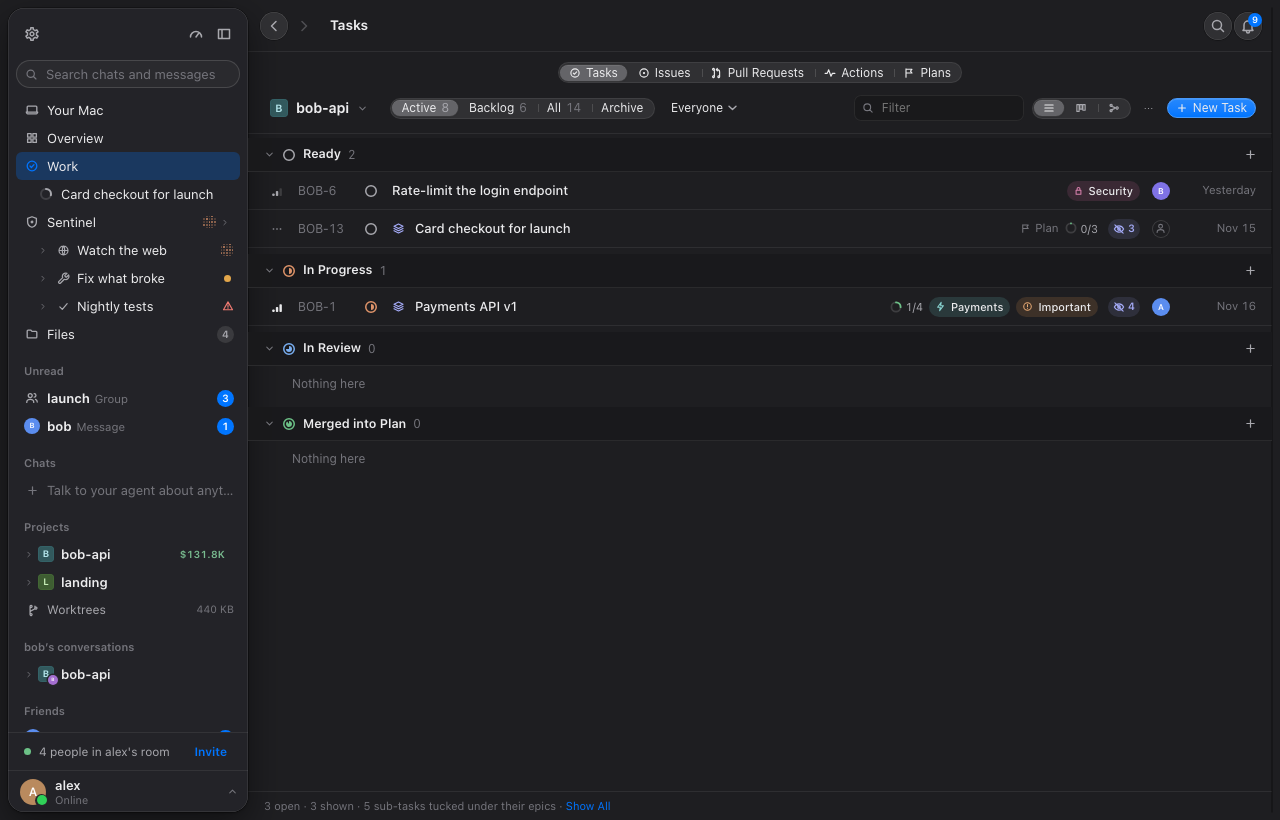 Search chats and messages
Your Mac
Overview
Work
Card checkout for launch
Sentinel
Watch the web
Fix what broke
Nightly tests
Files 4
Unread
launch Group 3
B bob Message 1
Chats
Talk to your agent about anyt...
Projects
B bob-api $131.8K
L landing
Worktrees 440 KB
bob's conversations
B bob-api
Friends
4 people in alex's room Invite
A alex
Online
Tasks
9
Tasks Issues Pull Requests Actions Plans
B bob-api Active 8 Backlog 6 All 14 Archive Everyone Filter New Task
Ready 2
BOB-6 Rate-limit the login endpoint Security B Yesterday
BOB-13 Card checkout for launch Plan 0/3 3 Nov 15
In Progress 1
BOB-1 Payments API v1 1/4 Payments Important 4 A Nov 16
In Review 0
Nothing here
Merged into Plan 0
Nothing here
3 open · 3 shown · 5 sub-tasks tucked under their epics · Show All